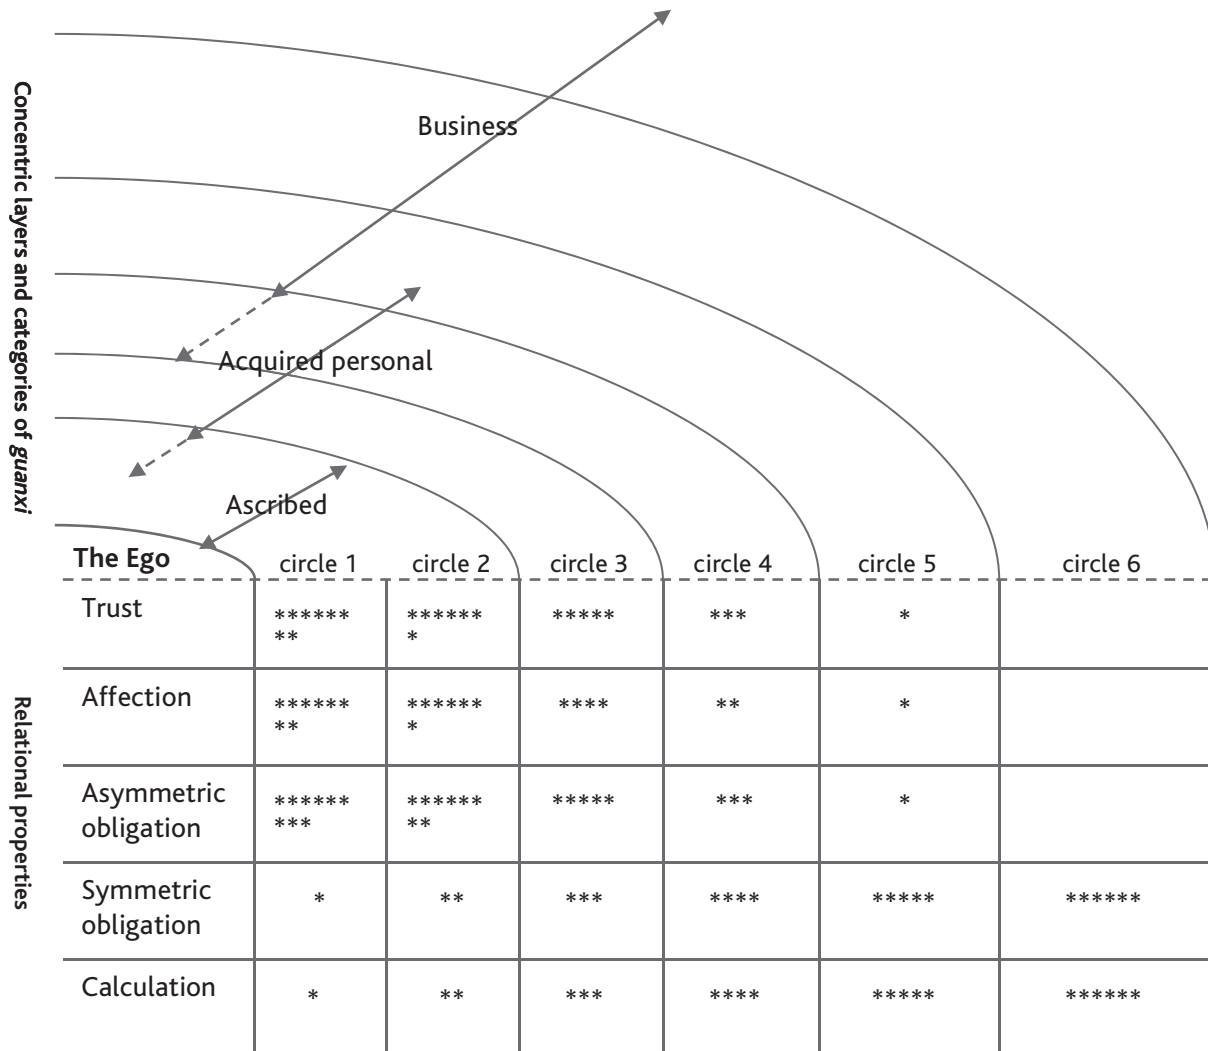 Concentric layers and categories of guanxi
Business
Acquired personal
Ascribed
The Ego
circle 1
circle 2
circle 3
circle 4
circle 5
circle 6
Relational properties
Trust
******
**
******
*
*****
***
*
Affection
******
**
******
*
****
**
*
Asymmetric
obligation
******
***
******
**
*****
***
*
Symmetric
obligation
*
**
***
****
*****
******
Calculation
*
**
***
****
*****
******